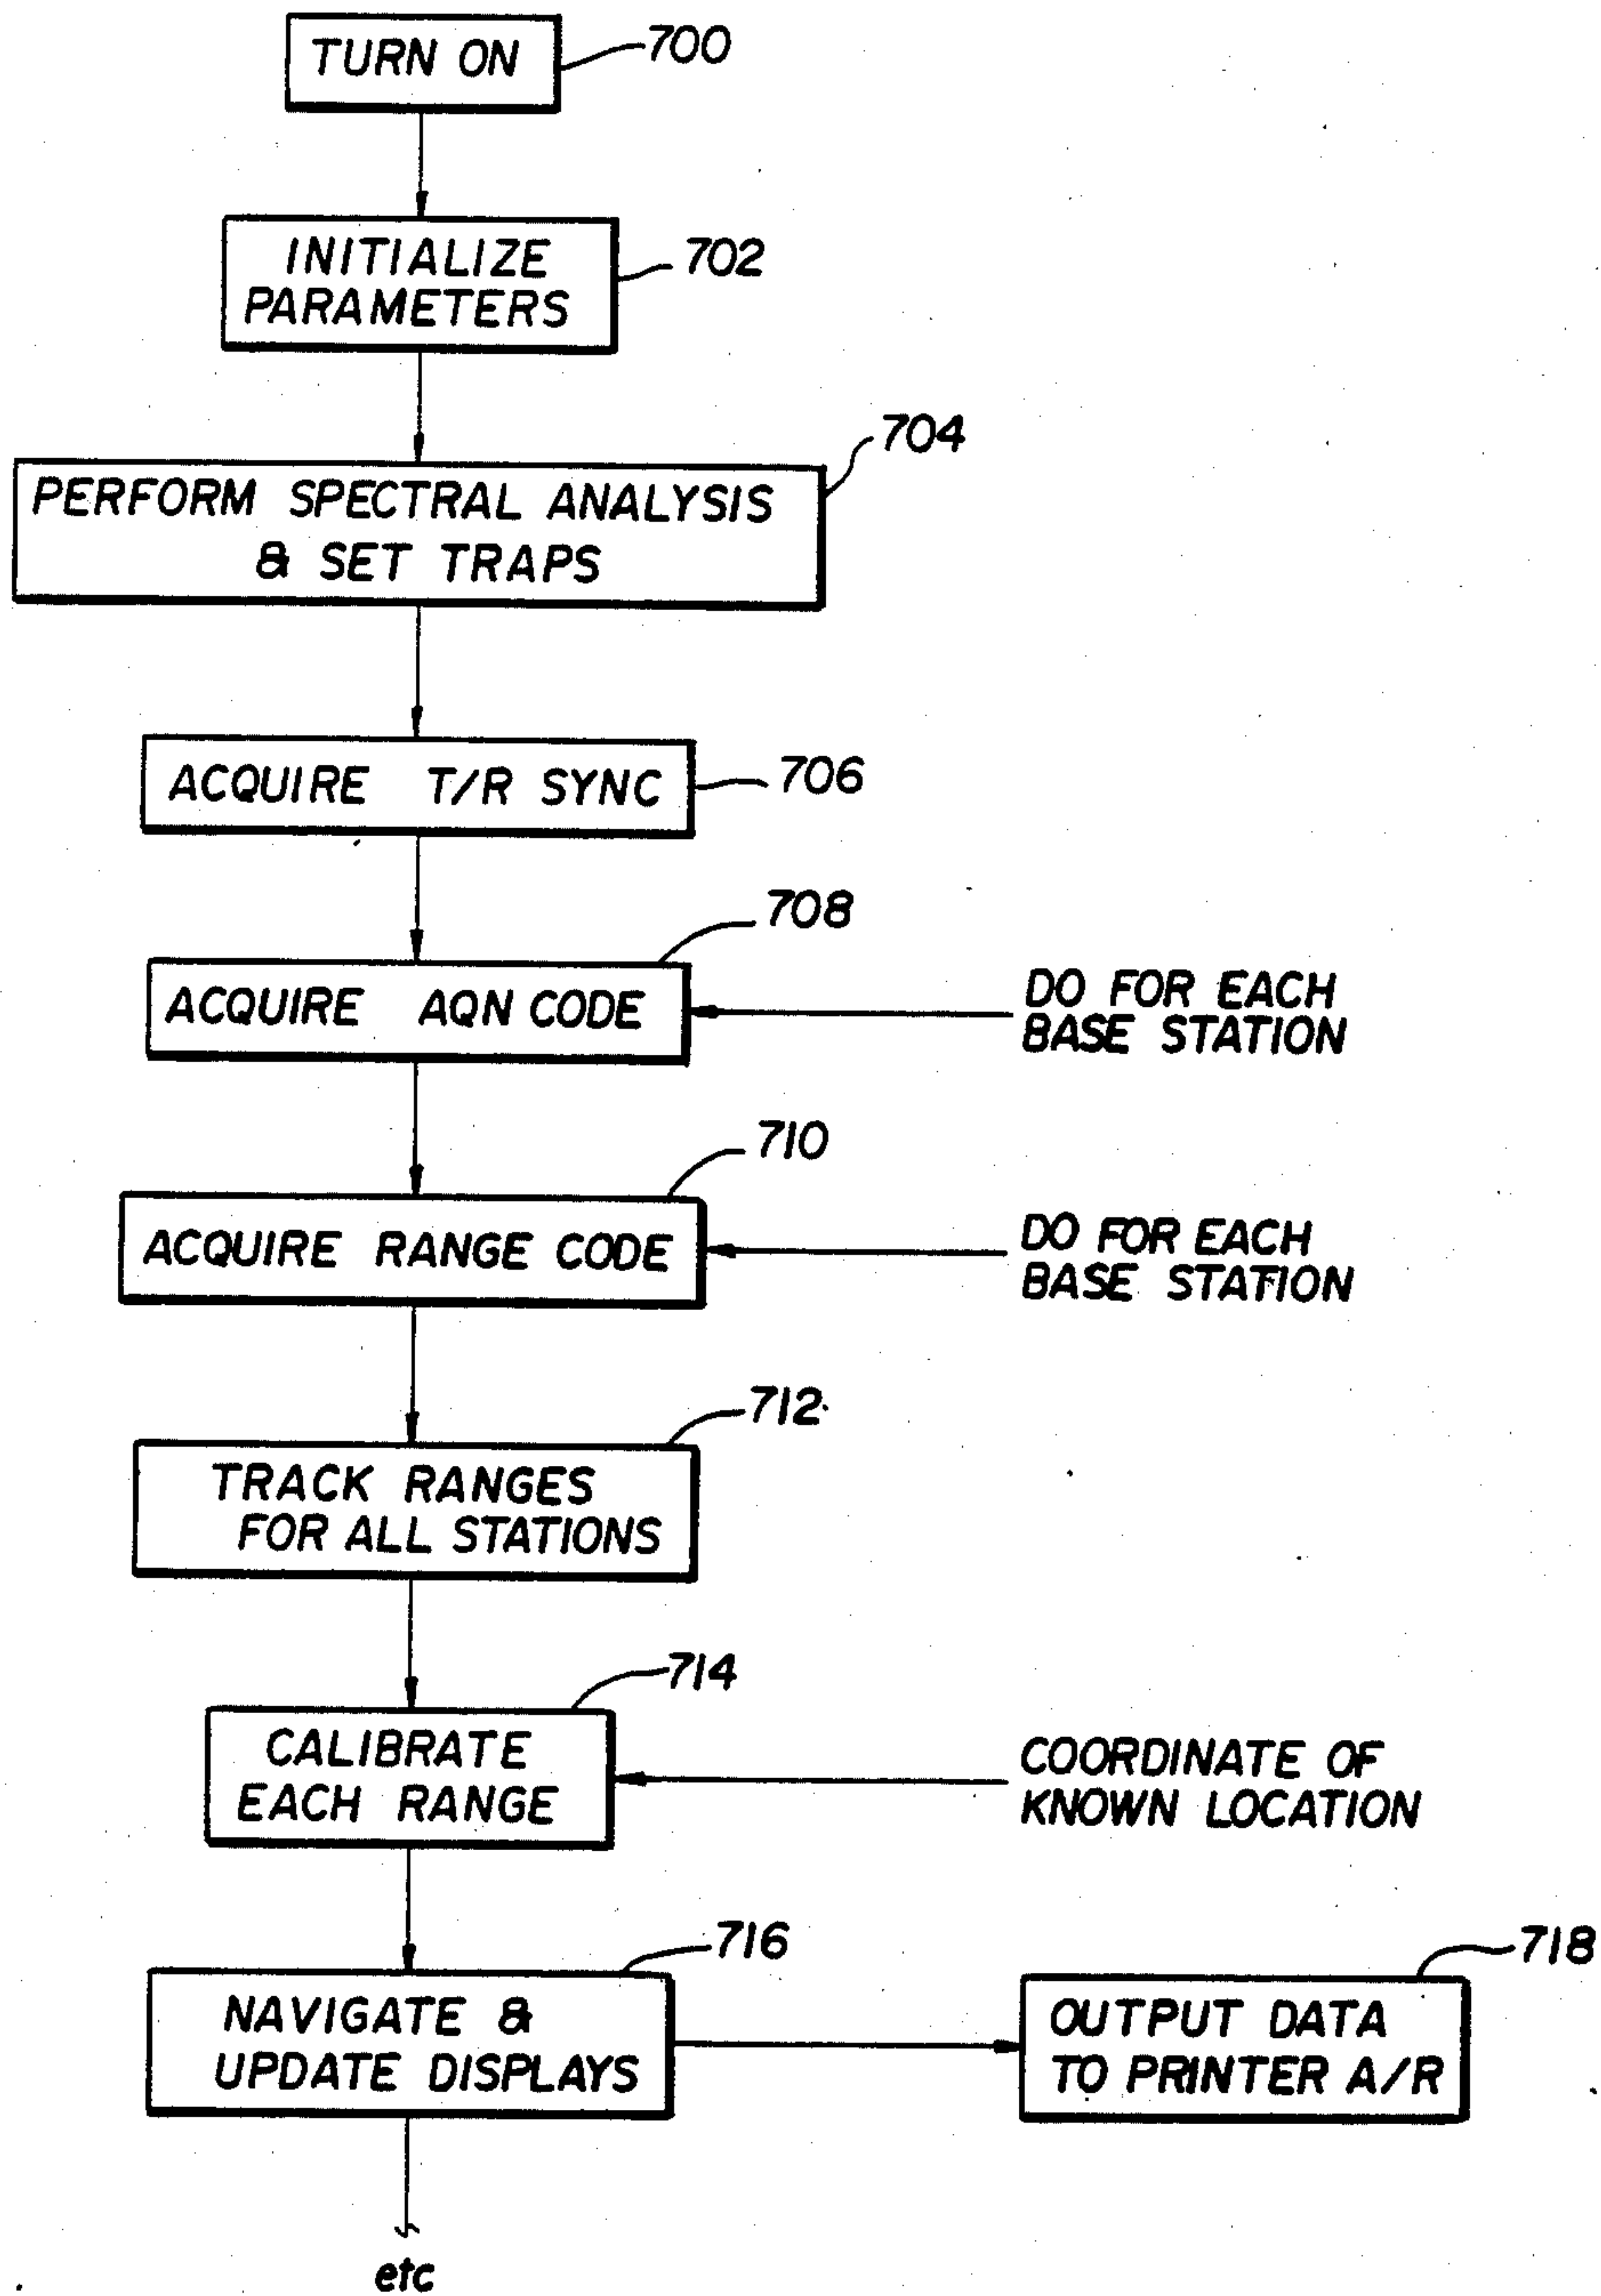 TURN ON
700
INITIALIZE
PARAMETERS
702
704
PERFORM SPECTRAL ANALYSIS
& SET TRAPS
ACQUIRE T/R SYNC
706
708
ACQUIRE AQN CODE
DO FOR EACH
BASE STATION
710
ACQUIRE RANGE CODE
DO FOR EACH
BASE STATION
712
TRACK RANGES
FOR ALL STATIONS
714
CALIBRATE
EACH RANGE
COORDINATE OF
KNOWN LOCATION
716
NAVIGATE &
UPDATE DISPLAYS
718
OUTPUT DATA
TO PRINTER A/R
etc